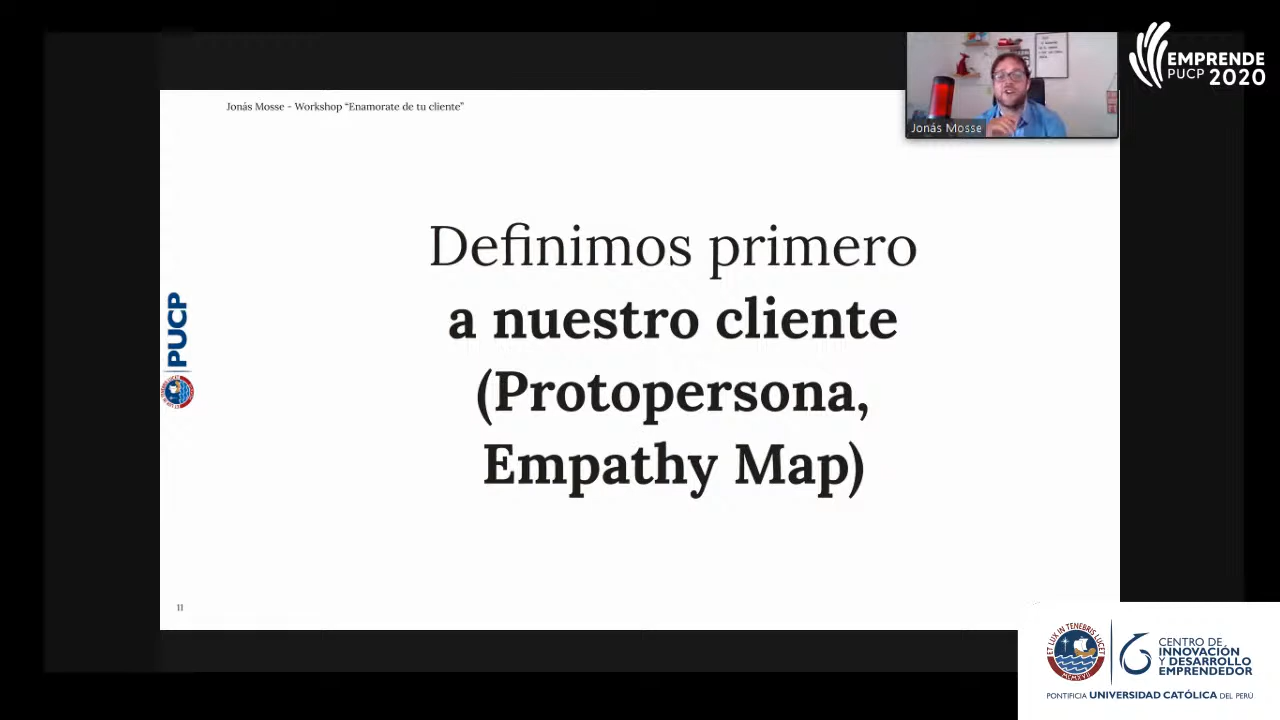 EMPRENDE
PUCP 2020
Jonás Mosse - Workshop “Enamorate de tu cliente”
Jonás Mosse
Definimos primero
a nuestro cliente
(Protopersona,
Empathy Map)
PUCP
11
ET LUX IN TENEBRIS LUCET
MCMXVII
CENTRO DE
INNOVACIÓN
Y DESARROLLO
EMPRENDEDOR
PONTIFICIA UNIVERSIDAD CATÓLICA DEL PERÚ